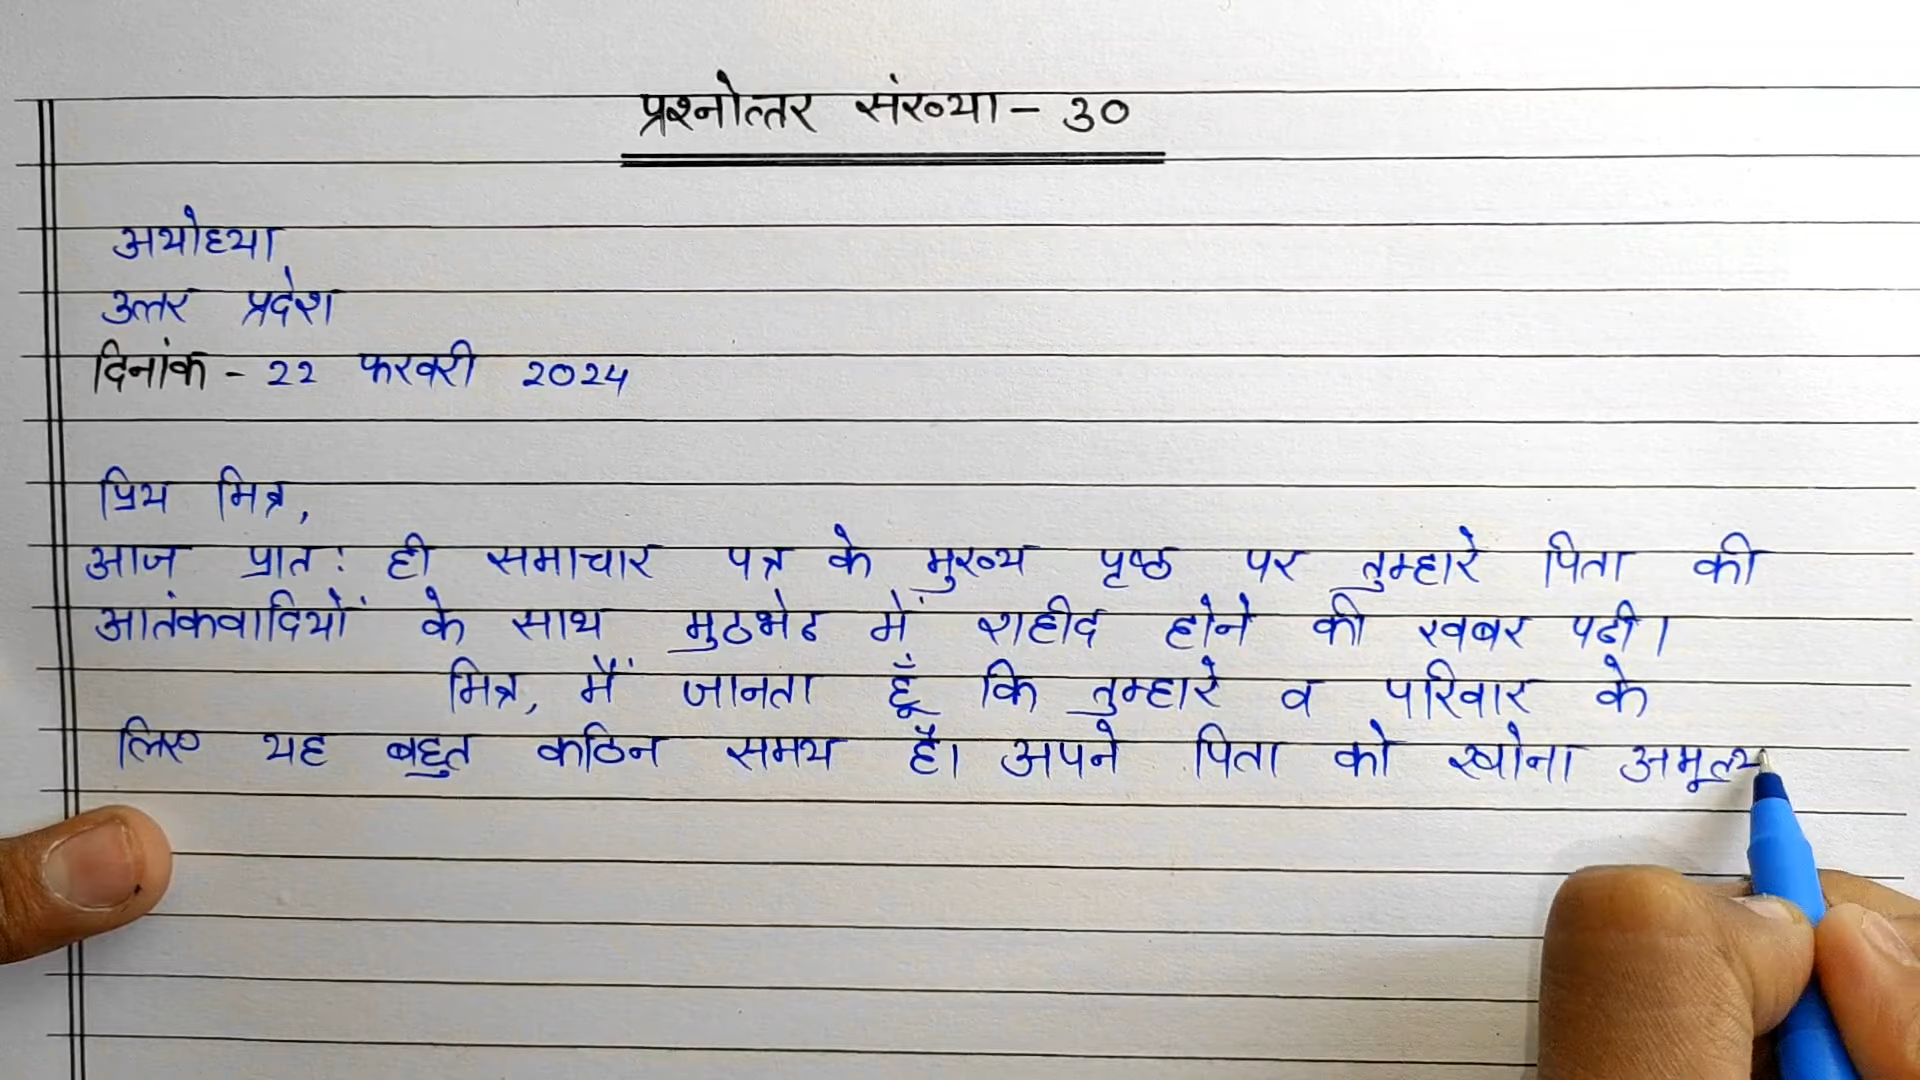 प्रश्नोत्तर संख्या - 30
अयोध्या
उत्तर प्रदेश
दिनांक - 22 फरवरी 2024
प्रिय मित्र,
आज प्रात: ही समाचार पत्र के मुख्य पृष्ठ पर तुम्हारे पिता की
आतंकवादियों के साथ मुठभेढ में शहीद होने की खबर पढी।
मित्र, मैं जानता हूँ कि तुम्हारे व परिवार के
लिए यह बहुत कठिन समय है। अपने पिता को खोना अमूल्य